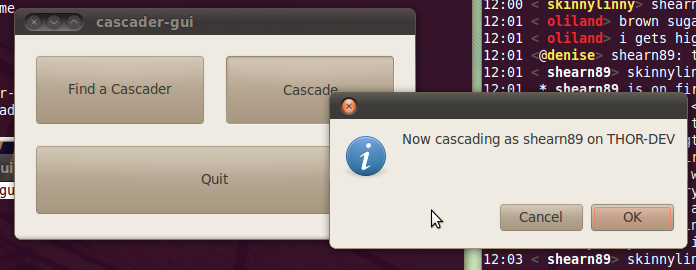 me
cascader-gui
Find a Cascader
Cascade
Quit
Now cascading as shearn89 on THOR-DEV
Cancel
OK
12:00 < skinnylinny> shearn
12:01 < oliland> brown suga
12:01 < oliland> i gets hig
12:01 <@denise> shearn89: t
12:01 < shearn89> skinnylin
12:01 * shearn89 is on fir
12:03 < shearn89> skinnylin